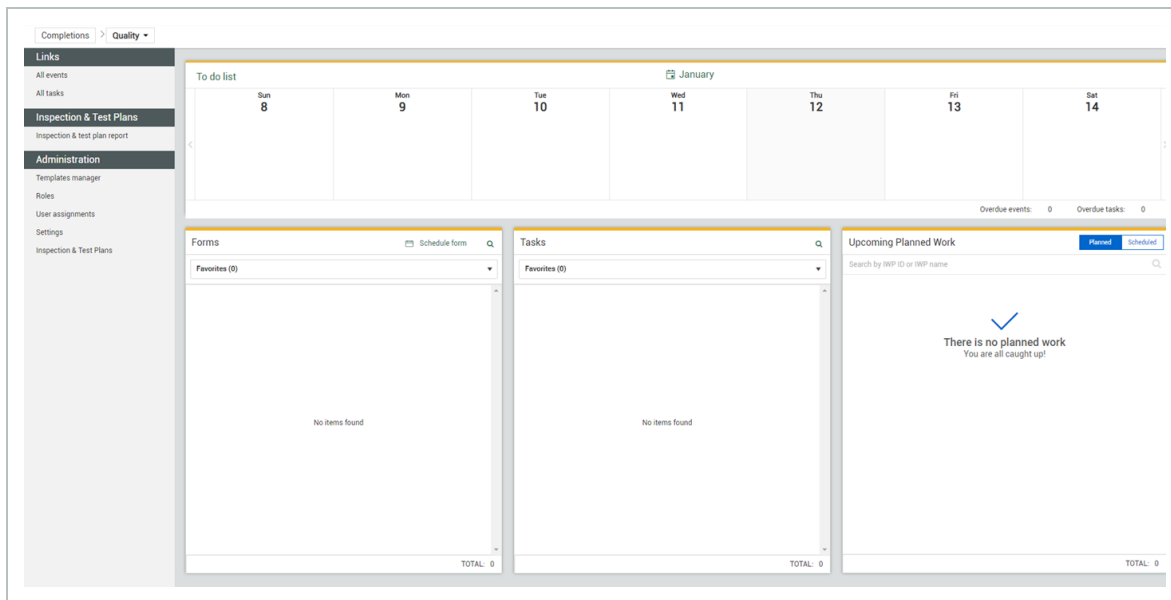 Completions > Quality
Links
All events
All tasks
Inspection & Test Plans
Inspection & test plan report
Administration
Templates manager
Roles
User assignments
Settings
Inspection & Test Plans
To do list
January
Sun Mon Tue Wed Thu Fri Sat
8 9 10 11 12 13 14
Overdue events: 0 Overdue tasks: 0
Forms Schedule form
Favorites (0)
No items found
TOTAL: 0
Tasks
Favorites (0)
No items found
TOTAL: 0
Upcoming Planned Work Planned Scheduled
Search by IWP ID or IWP name
There is no planned work
You are all caught up!
TOTAL: 0